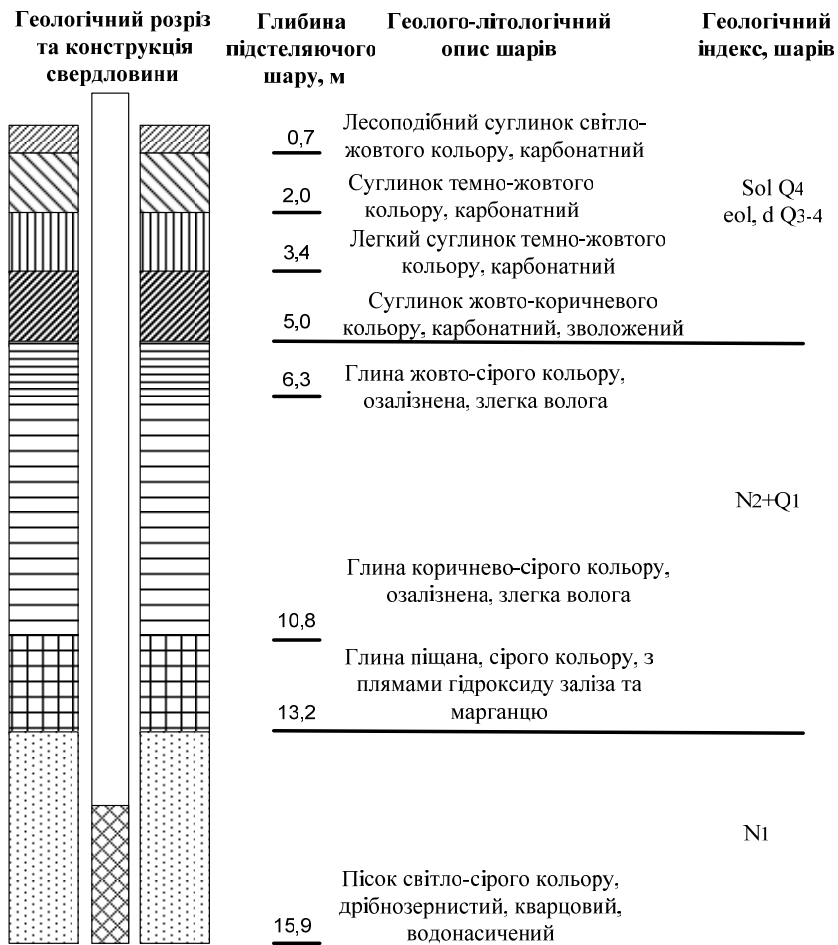 Геологічний розріз
та конструкція
свердловини
Глибина
підстеляючого
шару, м
Геолого-літологічний
опис шарів
Геологічний
індекс, шарів
0,7
Лесоподібний суглинок світло-
жовтого кольору, карбонатний
2,0
Суглинок темно-жовтого
кольору, карбонатний
Sol Q4
eol, d Q3-4
3,4
Легкий суглинок темно-жовтого
кольору, карбонатний
5,0
Суглинок жовто-коричневого
кольору, карбонатний, зволожений
6,3
Глина жовто-сірого кольору,
озалізнена, злегка волога
N2+Q1
10,8
Глина коричнево-сірого кольору,
озалізнена, злегка волога
13,2
Глина піщана, сірого кольору, з
плямами гідроксиду заліза та
марганцю
N1
15,9
Пісок світло-сірого кольору,
дрібнозернистий, кварцовий,
водонасичений